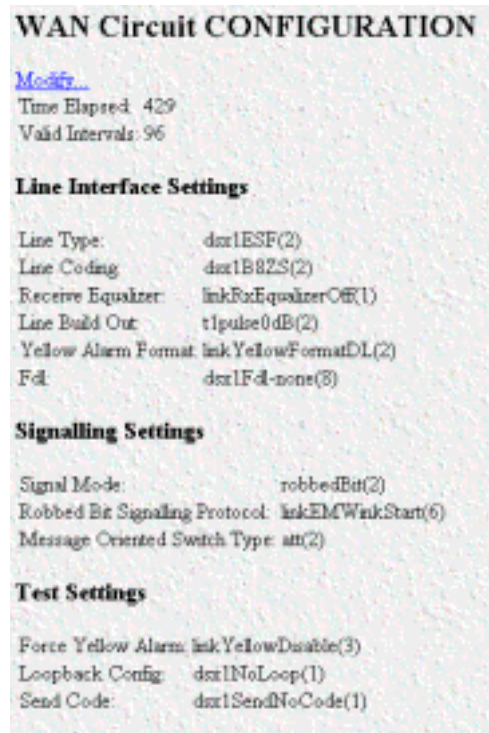 WAN Circuit CONFIGURATION
Modify...
Time Elapsed: 429
Valid Intervals: 96
Line Interface Settings
Line Type: dsx1ESF(2)
Line Coding: dsx1B8ZS(2)
Receive Equalizer: linkRxEqualizerOff(1)
Line Build Out: t1pulse0dB(2)
Yellow Alarm Format: linkYellowFormatDL(2)
Fdl: dsx1Fdl-none(8)
Signalling Settings
Signal Mode: robbedBit(2)
Robbed Bit Signalling Protocol: linkEMWinkStart(6)
Message Oriented Switch Type: att(2)
Test Settings
Force Yellow Alarm: linkYellowDisable(3)
Loopback Config: dsx1NoLoop(1)
Send Code: dsx1SendNoCode(1)